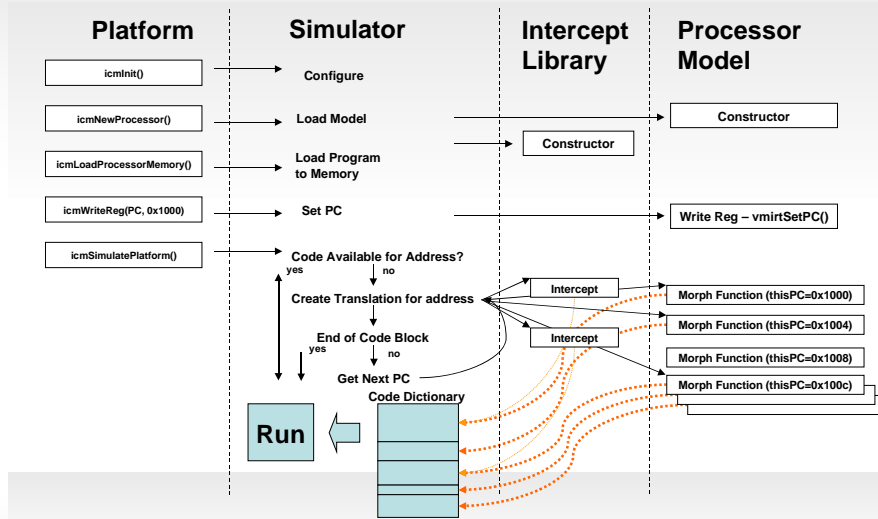 Platform
Simulator
Intercept
Library
Processor
Model
icmInit()
Configure
icmNewProcessor()
Load Model
Constructor
Constructor
icmLoadProcessorMemory()
Load Program
to Memory
icmWriteReg(PC, 0x1000)
Set PC
Write Reg – vmirtSetPC()
icmSimulatePlatform()
Code Available for Address?
yes
no
Create Translation for address
Intercept
Morph Function (thisPC=0x1000)
Morph Function (thisPC=0x1004)
End of Code Block
Intercept
yes
no
Morph Function (thisPC=0x1008)
Get Next PC
Morph Function (thisPC=0x100c)
Code Dictionary
Run